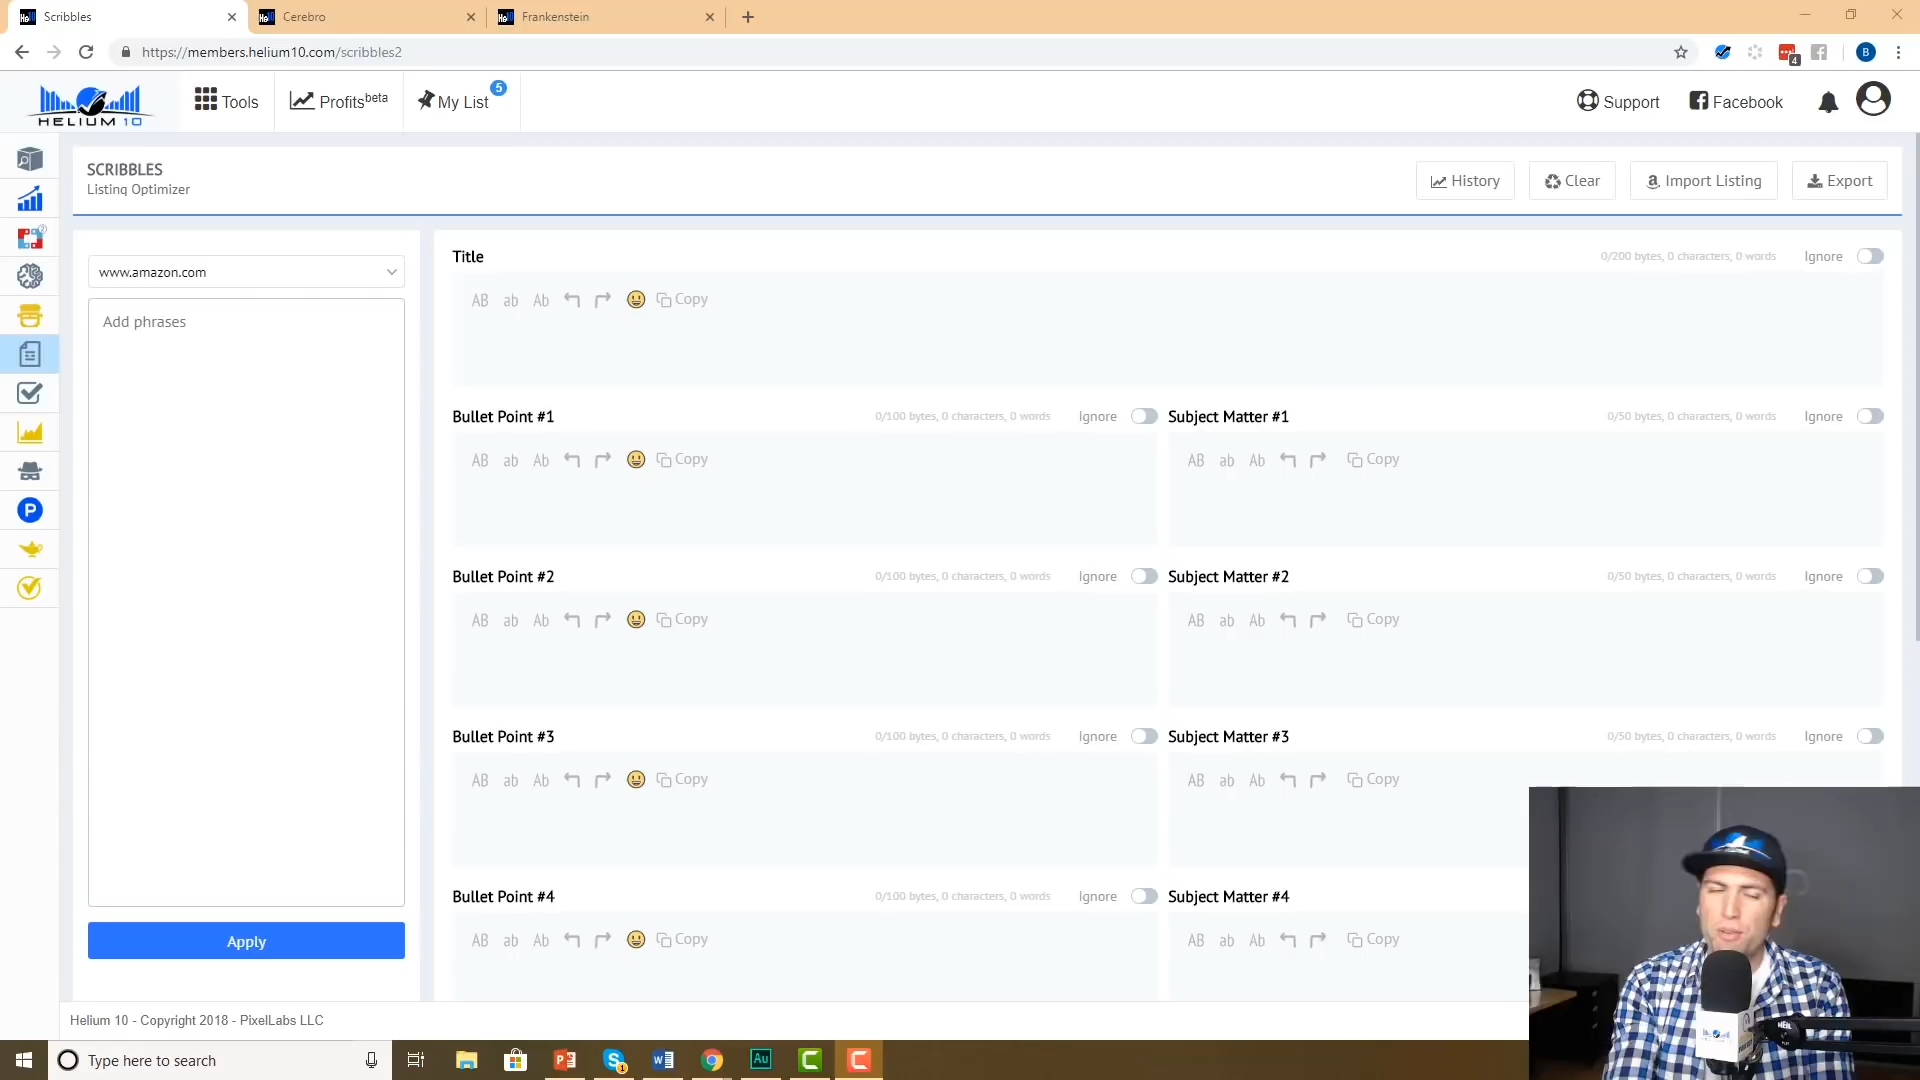 Scribbles
Cerebro
Frankenstein
https://members.helium10.com/scribbles2
4
B
HELIUM 10
Tools
Profits beta
My List
5
Support
Facebook
SCRIBBLES
Listing Optimizer
History
Clear
Import Listing
Export
www.amazon.com
Add phrases
Apply
Title
0/200 bytes, 0 characters, 0 words
Ignore
AB ab Ab Copy
Bullet Point #1
0/100 bytes, 0 characters, 0 words
Ignore
Subject Matter #1
0/50 bytes, 0 characters, 0 words
Ignore
AB ab Ab Copy
AB ab Ab Copy
Bullet Point #2
0/100 bytes, 0 characters, 0 words
Ignore
Subject Matter #2
0/50 bytes, 0 characters, 0 words
Ignore
AB ab Ab Copy
AB ab Ab Copy
Bullet Point #3
0/100 bytes, 0 characters, 0 words
Ignore
Subject Matter #3
0/50 bytes, 0 characters, 0 words
Ignore
AB ab Ab Copy
AB ab Ab Copy
Bullet Point #4
0/100 bytes, 0 characters, 0 words
Ignore
Subject Matter #4
AB ab Ab Copy
AB ab Ab Copy
P
Helium 10 - Copyright 2018 - PixelLabs LLC
Type here to search
Au